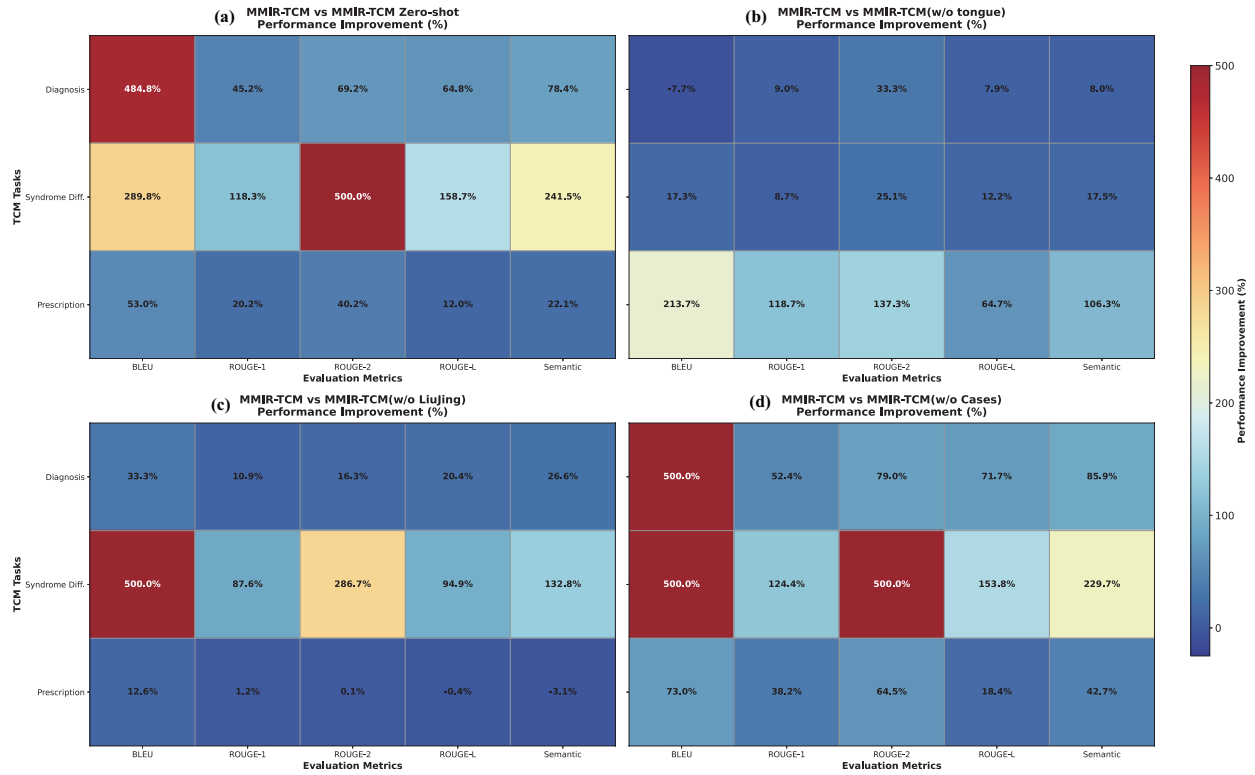 (a) MMIR-TCM vs MMIR-TCM Zero-shot
Performance Improvement (%)
TCM Tasks
Diagnosis 484.8% 45.2% 69.2% 64.8% 78.4%
Syndrome Diff. 289.8% 118.3% 500.0% 158.7% 241.5%
Prescription 53.0% 20.2% 40.2% 12.0% 22.1%
BLEU ROUGE-1 ROUGE-2 ROUGE-L Semantic
Evaluation Metrics
(b) MMIR-TCM vs MMIR-TCM(w/o tongue)
Performance Improvement (%)
-7.7% 9.0% 33.3% 7.9% 8.0%
17.3% 8.7% 25.1% 12.2% 17.5%
213.7% 118.7% 137.3% 64.7% 106.3%
BLEU ROUGE-1 ROUGE-2 ROUGE-L Semantic
Evaluation Metrics
(c) MMIR-TCM vs MMIR-TCM(w/o LiuJing)
Performance Improvement (%)
TCM Tasks
Diagnosis 33.3% 10.9% 16.3% 20.4% 26.6%
Syndrome Diff. 500.0% 87.6% 286.7% 94.9% 132.8%
Prescription 12.6% 1.2% 0.1% -0.4% -3.1%
BLEU ROUGE-1 ROUGE-2 ROUGE-L Semantic
Evaluation Metrics
(d) MMIR-TCM vs MMIR-TCM(w/o Cases)
Performance Improvement (%)
500.0% 52.4% 79.0% 71.7% 85.9%
500.0% 124.4% 500.0% 153.8% 229.7%
73.0% 38.2% 64.5% 18.4% 42.7%
BLEU ROUGE-1 ROUGE-2 ROUGE-L Semantic
Evaluation Metrics
500
400
300
200
100
0
Performance Improvement (%)